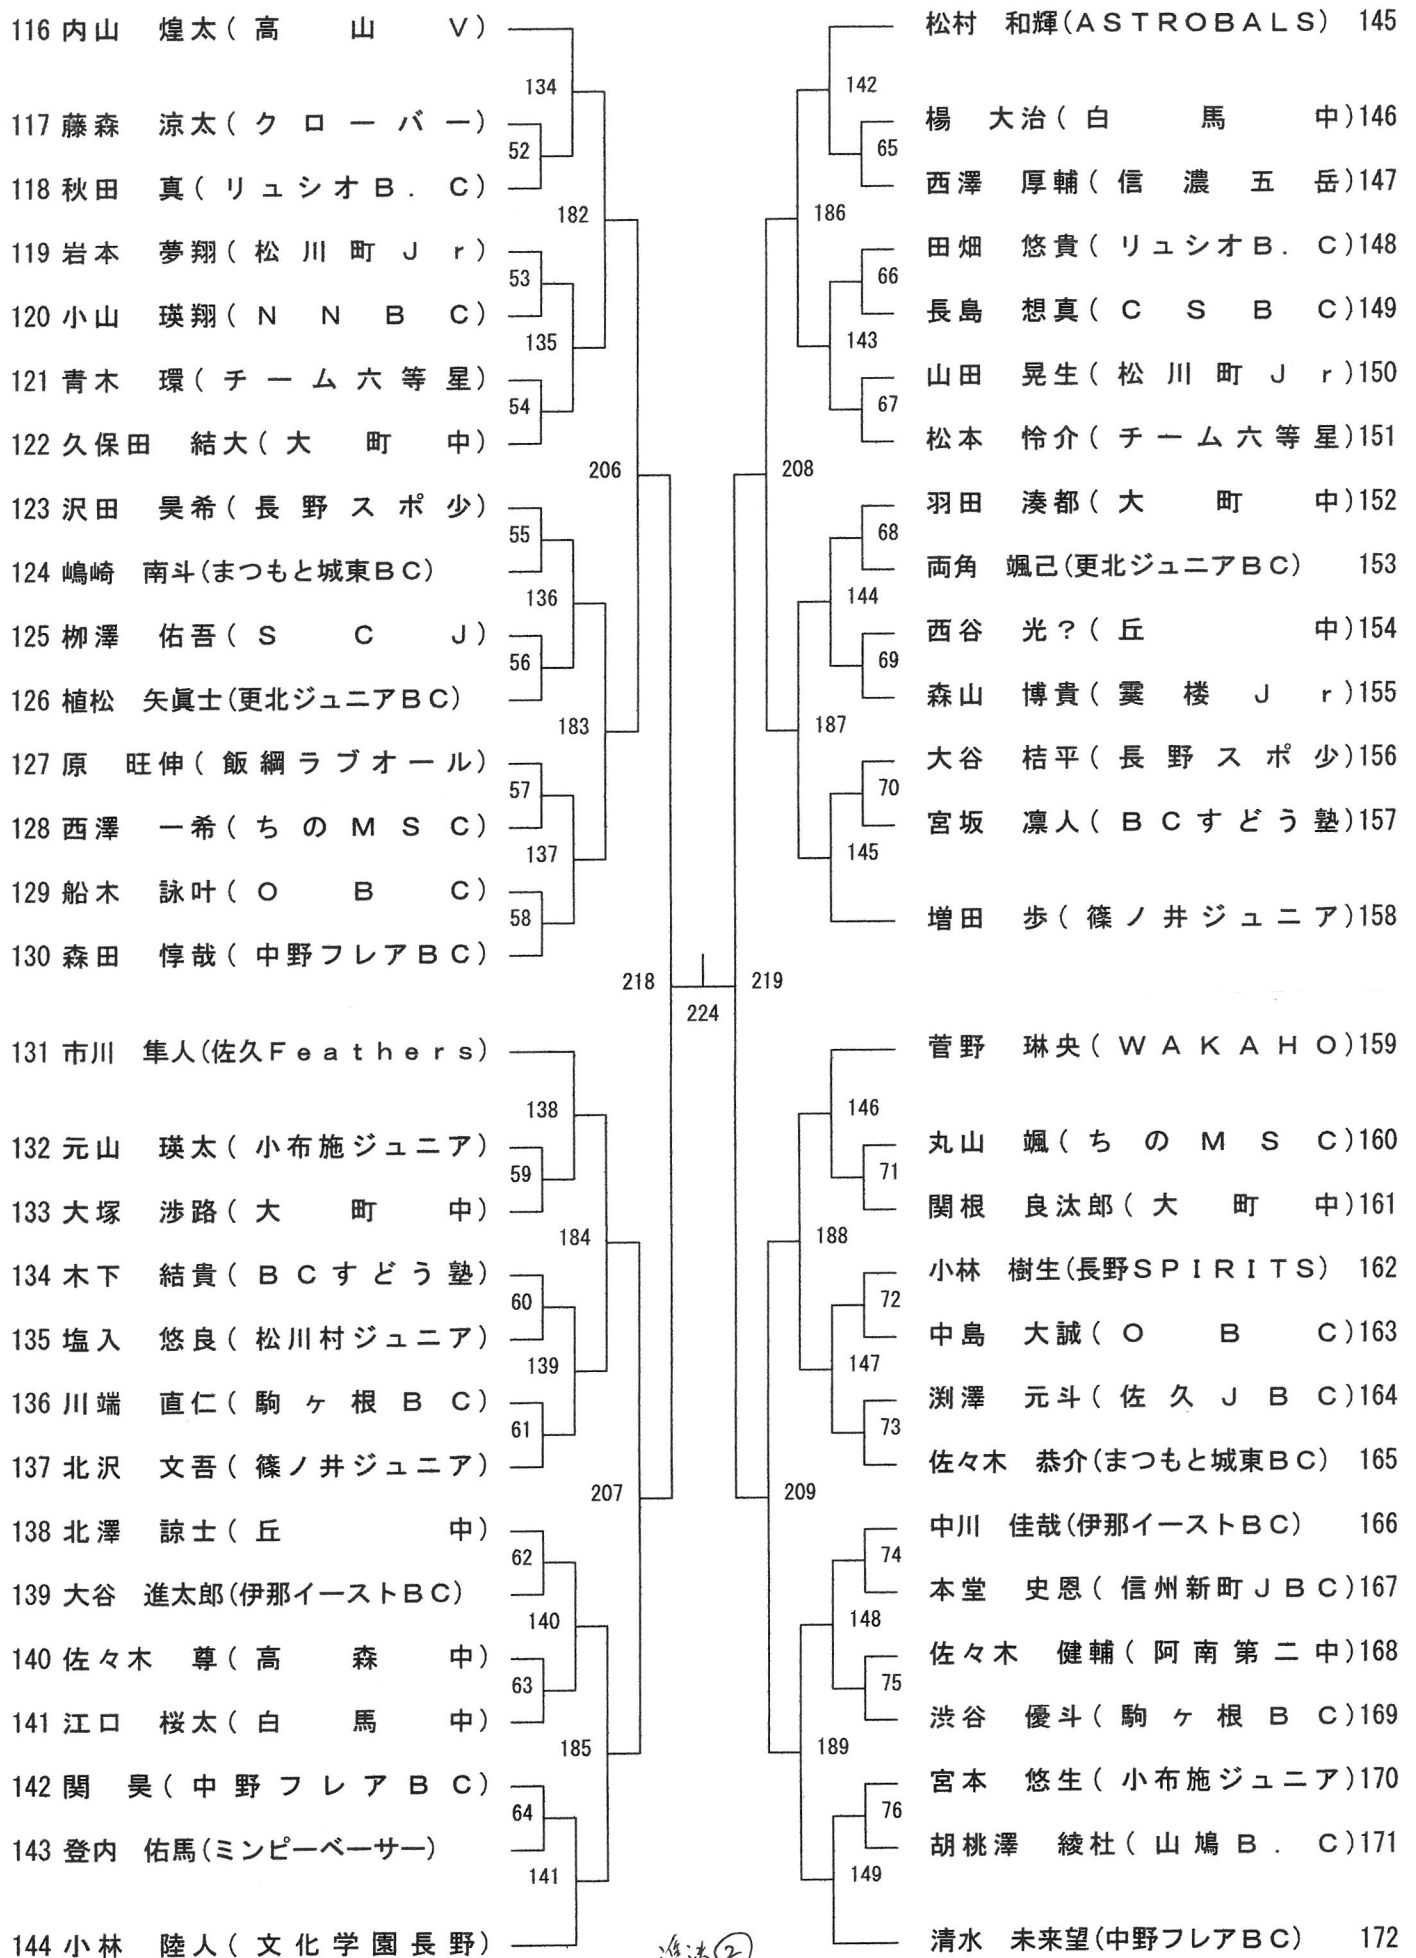 116 内山 煌太(高山V)
134
117 藤森 涼太(クローバー)
52
118 秋田 真(リュシオB.C)
182
119 岩本 夢翔(松川町Jr)
53
120 小山 瑛翔(NNBC)
135
121 青木 環(チーム六等星)
54
122 久保田 結大(大町中)
206
123 沢田 昊希(長野スポ少)
55
124 嶋崎 南斗(まつもと城東BC)
136
125 栁澤 佑吾(SCJ)
56
126 植松 矢眞士(更北ジュニアBC)
183
127 原 旺伸(飯綱ラブオール)
57
128 西澤 一希(ちのMSC)
137
129 船木 詠叶(OBC)
58
130 森田 惇哉(中野フレアBC)
218
131 市川 隼人(佐久Feathers)
138
132 元山 瑛太(小布施ジュニア)
59
133 大塚 渉路(大町中)
184
134 木下 結貴(BCすどう塾)
60
135 塩入 悠良(松川村ジュニア)
139
136 川端 直仁(駒ヶ根BC)
61
137 北沢 文吾(篠ノ井ジュニア)
207
138 北澤 諒士(丘中)
62
139 大谷 進太郎(伊那イーストBC)
140
140 佐々木 尊(高森中)
63
141 江口 桜太(白馬中)
185
142 関 昊(中野フレアBC)
64
143 登内 佑馬(ミンピーベーサー)
141
144 小林 陸人(文化学園長野)
224
松村 和輝(ASTROBALS) 145
142
楊 大治(白馬中)146
65
西澤 厚輔(信濃五岳)147
186
田畑 悠貴(リュシオB.C)148
66
長島 想真(CSBC)149
143
山田 晃生(松川町Jr)150
67
松本 怜介(チーム六等星)151
208
羽田 湊都(大町中)152
68
両角 颯己(更北ジュニアBC) 153
144
西谷 光?(丘中)154
69
森山 博貴(霙楼Jr)155
187
大谷 桔平(長野スポ少)156
70
宮坂 凛人(BCすどう塾)157
145
増田 歩(篠ノ井ジュニア)158
219
菅野 琳央(WAKAHO)159
146
丸山 颯(ちのMSC)160
71
関根 良汰郎(大町中)161
188
小林 樹生(長野SPIRITS) 162
72
中島 大誠(OBC)163
147
渕澤 元斗(佐久JBC)164
73
佐々木 恭介(まつもと城東BC) 165
209
中川 佳哉(伊那イーストBC) 166
74
本堂 史恩(信州新町JBC)167
148
佐々木 健輔(阿南第二中)168
75
渋谷 優斗(駒ヶ根BC)169
189
宮本 悠生(小布施ジュニア)170
76
胡桃澤 綾杜(山鳩B.C)171
149
清水 未来望(中野フレアBC) 172